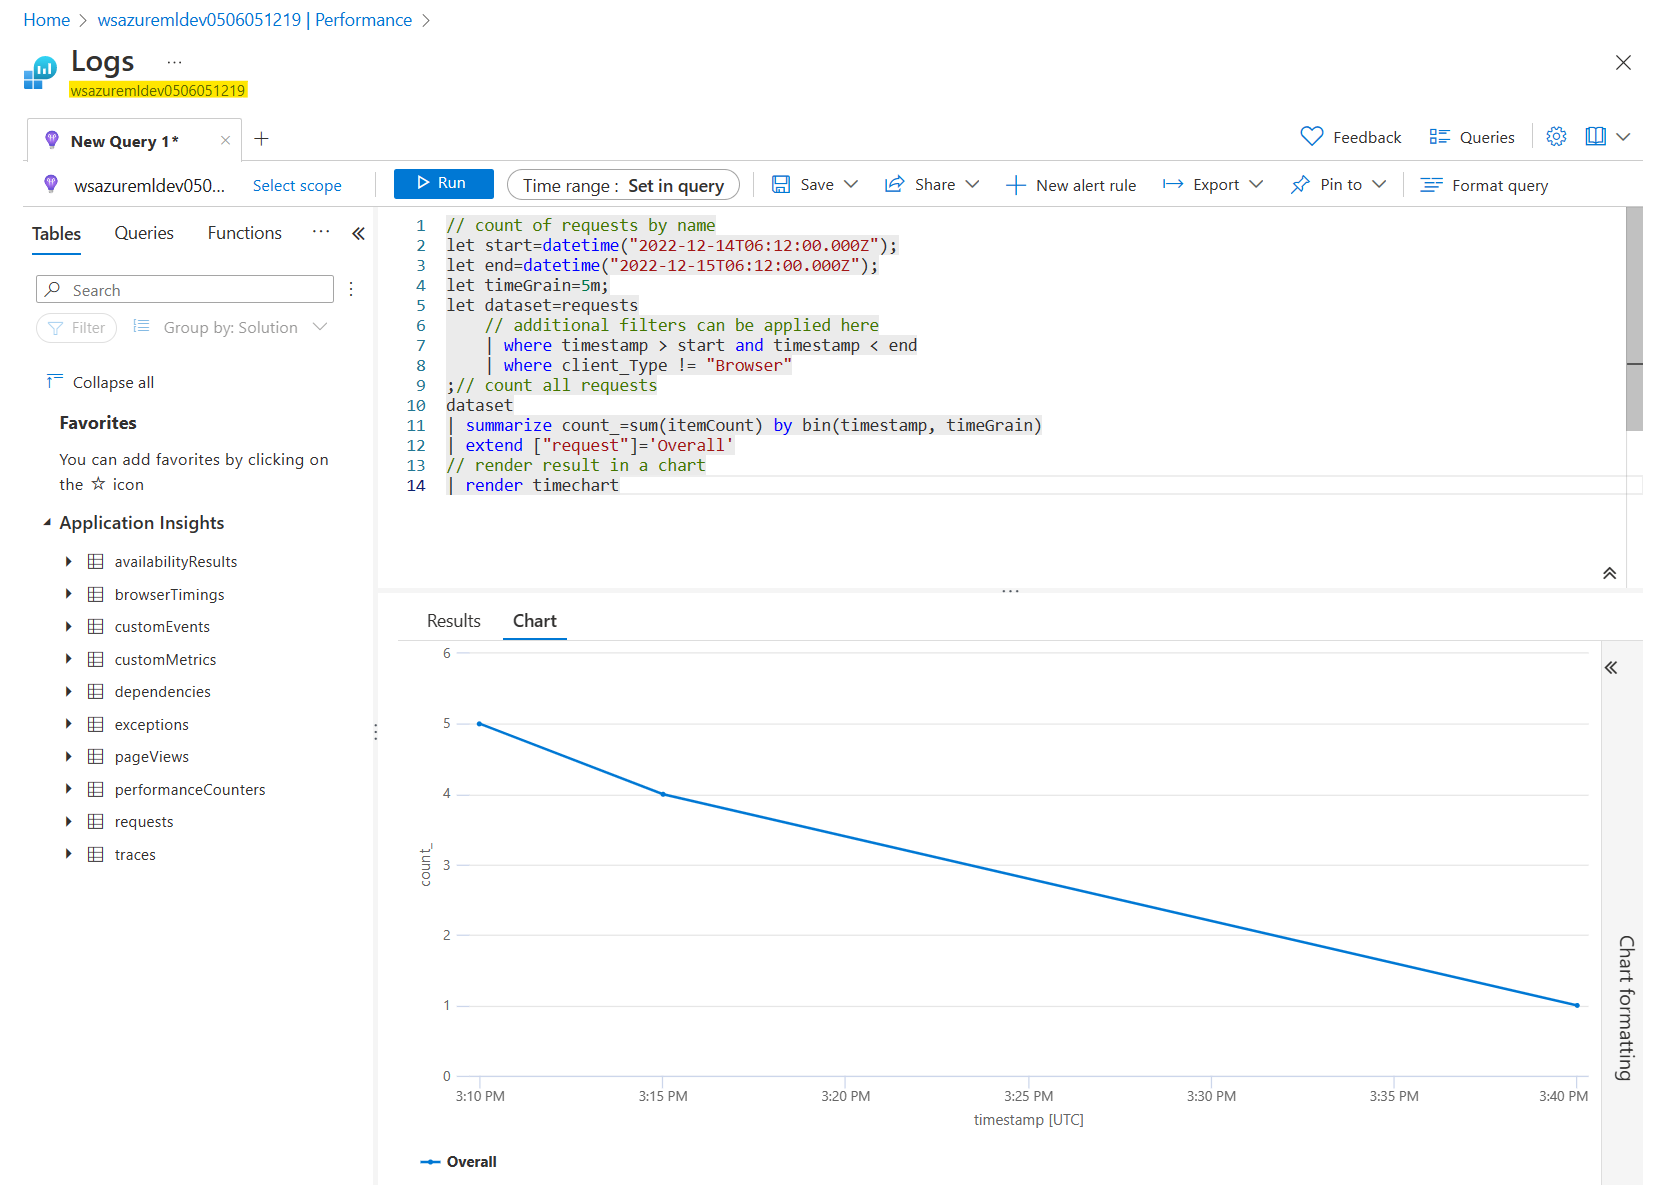 Home > wsazuremldev0506051219 | Performance >
Logs ...
wsazuremldev0506051219
New Query 1*
Feedback Queries
wsazuremldev050... Select scope Run Time range : Set in query Save Share New alert rule Export Pin to Format query
Tables Queries Functions ...
Search
Filter Group by: Solution
Collapse all
Favorites
You can add favorites by clicking on
the ☆ icon
Application Insights
availabilityResults
browserTimings
customEvents
customMetrics
dependencies
exceptions
pageViews
performanceCounters
requests
traces
1 // count of requests by name
2 let start=datetime("2022-12-14T06:12:00.000Z");
3 let end=datetime("2022-12-15T06:12:00.000Z");
4 let timeGrain=5m;
5 let dataset=requests
6 // additional filters can be applied here
7 | where timestamp > start and timestamp < end
8 | where client_Type != "Browser"
9 ;// count all requests
10 dataset
11 | summarize count_=sum(itemCount) by bin(timestamp, timeGrain)
12 | extend ["request"]='Overall'
13 // render result in a chart
14 | render timechart
Results Chart
6
5
4
3
2
1
0
count_
3:10 PM 3:15 PM 3:20 PM 3:25 PM 3:30 PM 3:35 PM 3:40 PM
timestamp [UTC]
Overall
Chart formatting